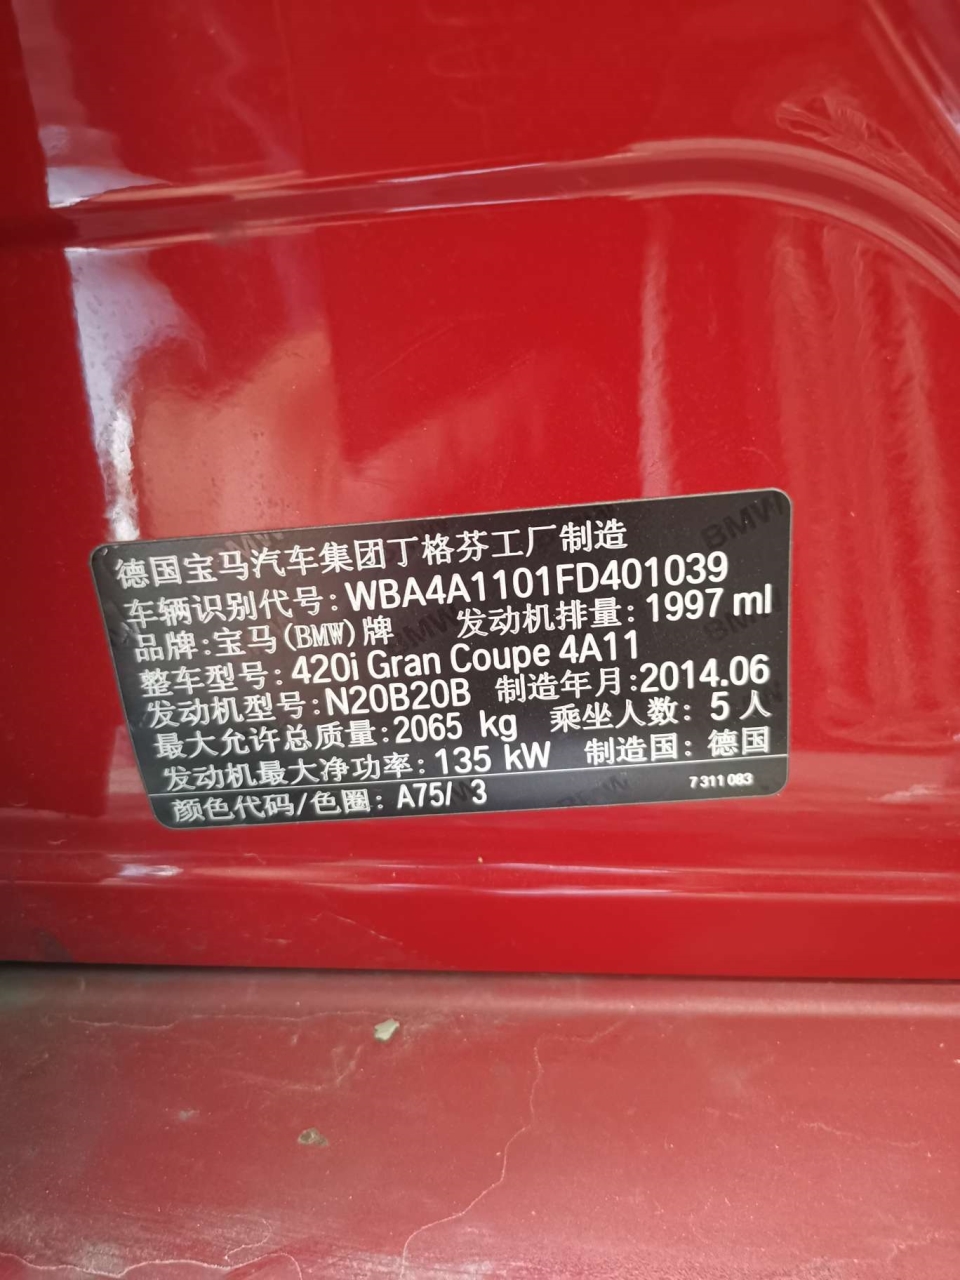 德国宝马汽车集团丁格芬工厂制造
车辆识别代号: WBA4A1101FD401039
品牌:宝马(BMW)牌 发动机排量: 1997 ml
整车型号: 420i Gran Coupe 4A11
发动机型号: N20B20B 制造年月:2014.06
最大允许总质量: 2065 kg 乘坐人数: 5 人
发动机最大净功率: 135 kW 制造国: 德国
颜色代码/色圈: A75/ 3 7 311 083